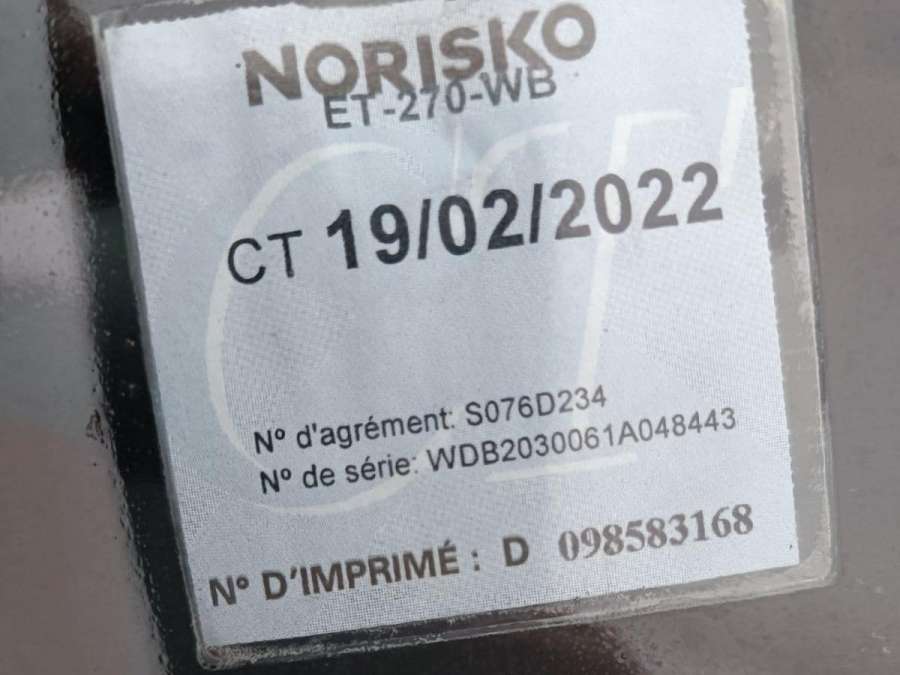 NORISKO
ET-270-WB
CT 19/02/2022
N° d'agrément: S076D234
N° de série: WDB2030061A048443
N° D'IMPRIMÉ : D 098583168